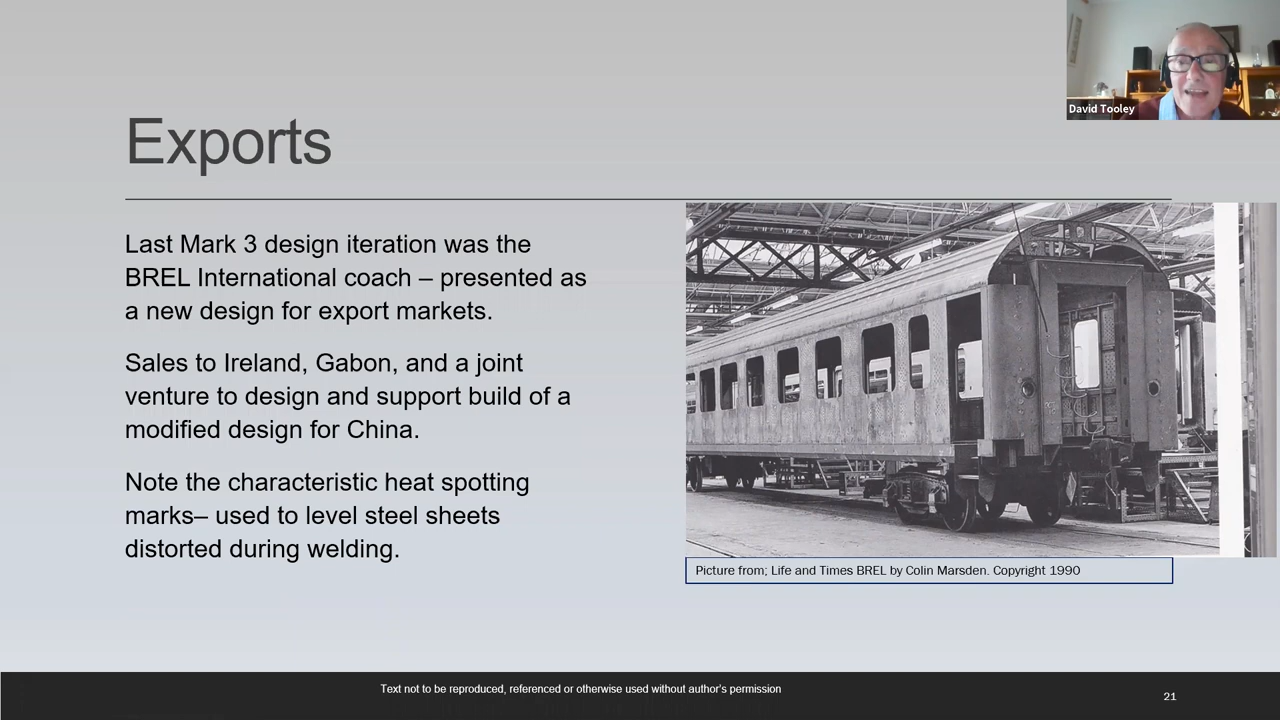 David Tooley
Exports
Last Mark 3 design iteration was the
BREL International coach – presented as
a new design for export markets.
Sales to Ireland, Gabon, and a joint
venture to design and support build of a
modified design for China.
Note the characteristic heat spotting
marks– used to level steel sheets
distorted during welding.
Picture from; Life and Times BREL by Colin Marsden. Copyright 1990
Text not to be reproduced, referenced or otherwise used without author's permission
21